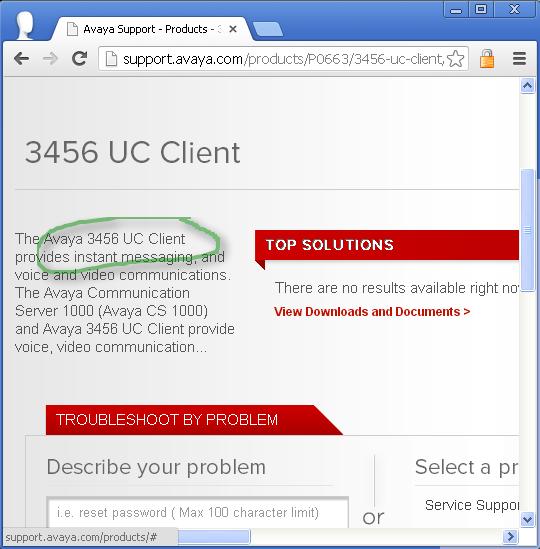 Avaya Support - Products - 3
support.avaya.com/products/P0663/3456-uc-client,
3456 UC Client
The Avaya 3456 UC Client
provides instant messaging, and
voice and video communications.
The Avaya Communication
Server 1000 (Avaya CS 1000)
and Avaya 3456 UC Client provide
voice, video communication...
TOP SOLUTIONS
There are no results available right no
View Downloads and Documents >
TROUBLESHOOT BY PROBLEM
Describe your problem
i.e. reset password ( Max 100 character limit)
or
Select a pr
Service Suppo
support.avaya.com/products/#